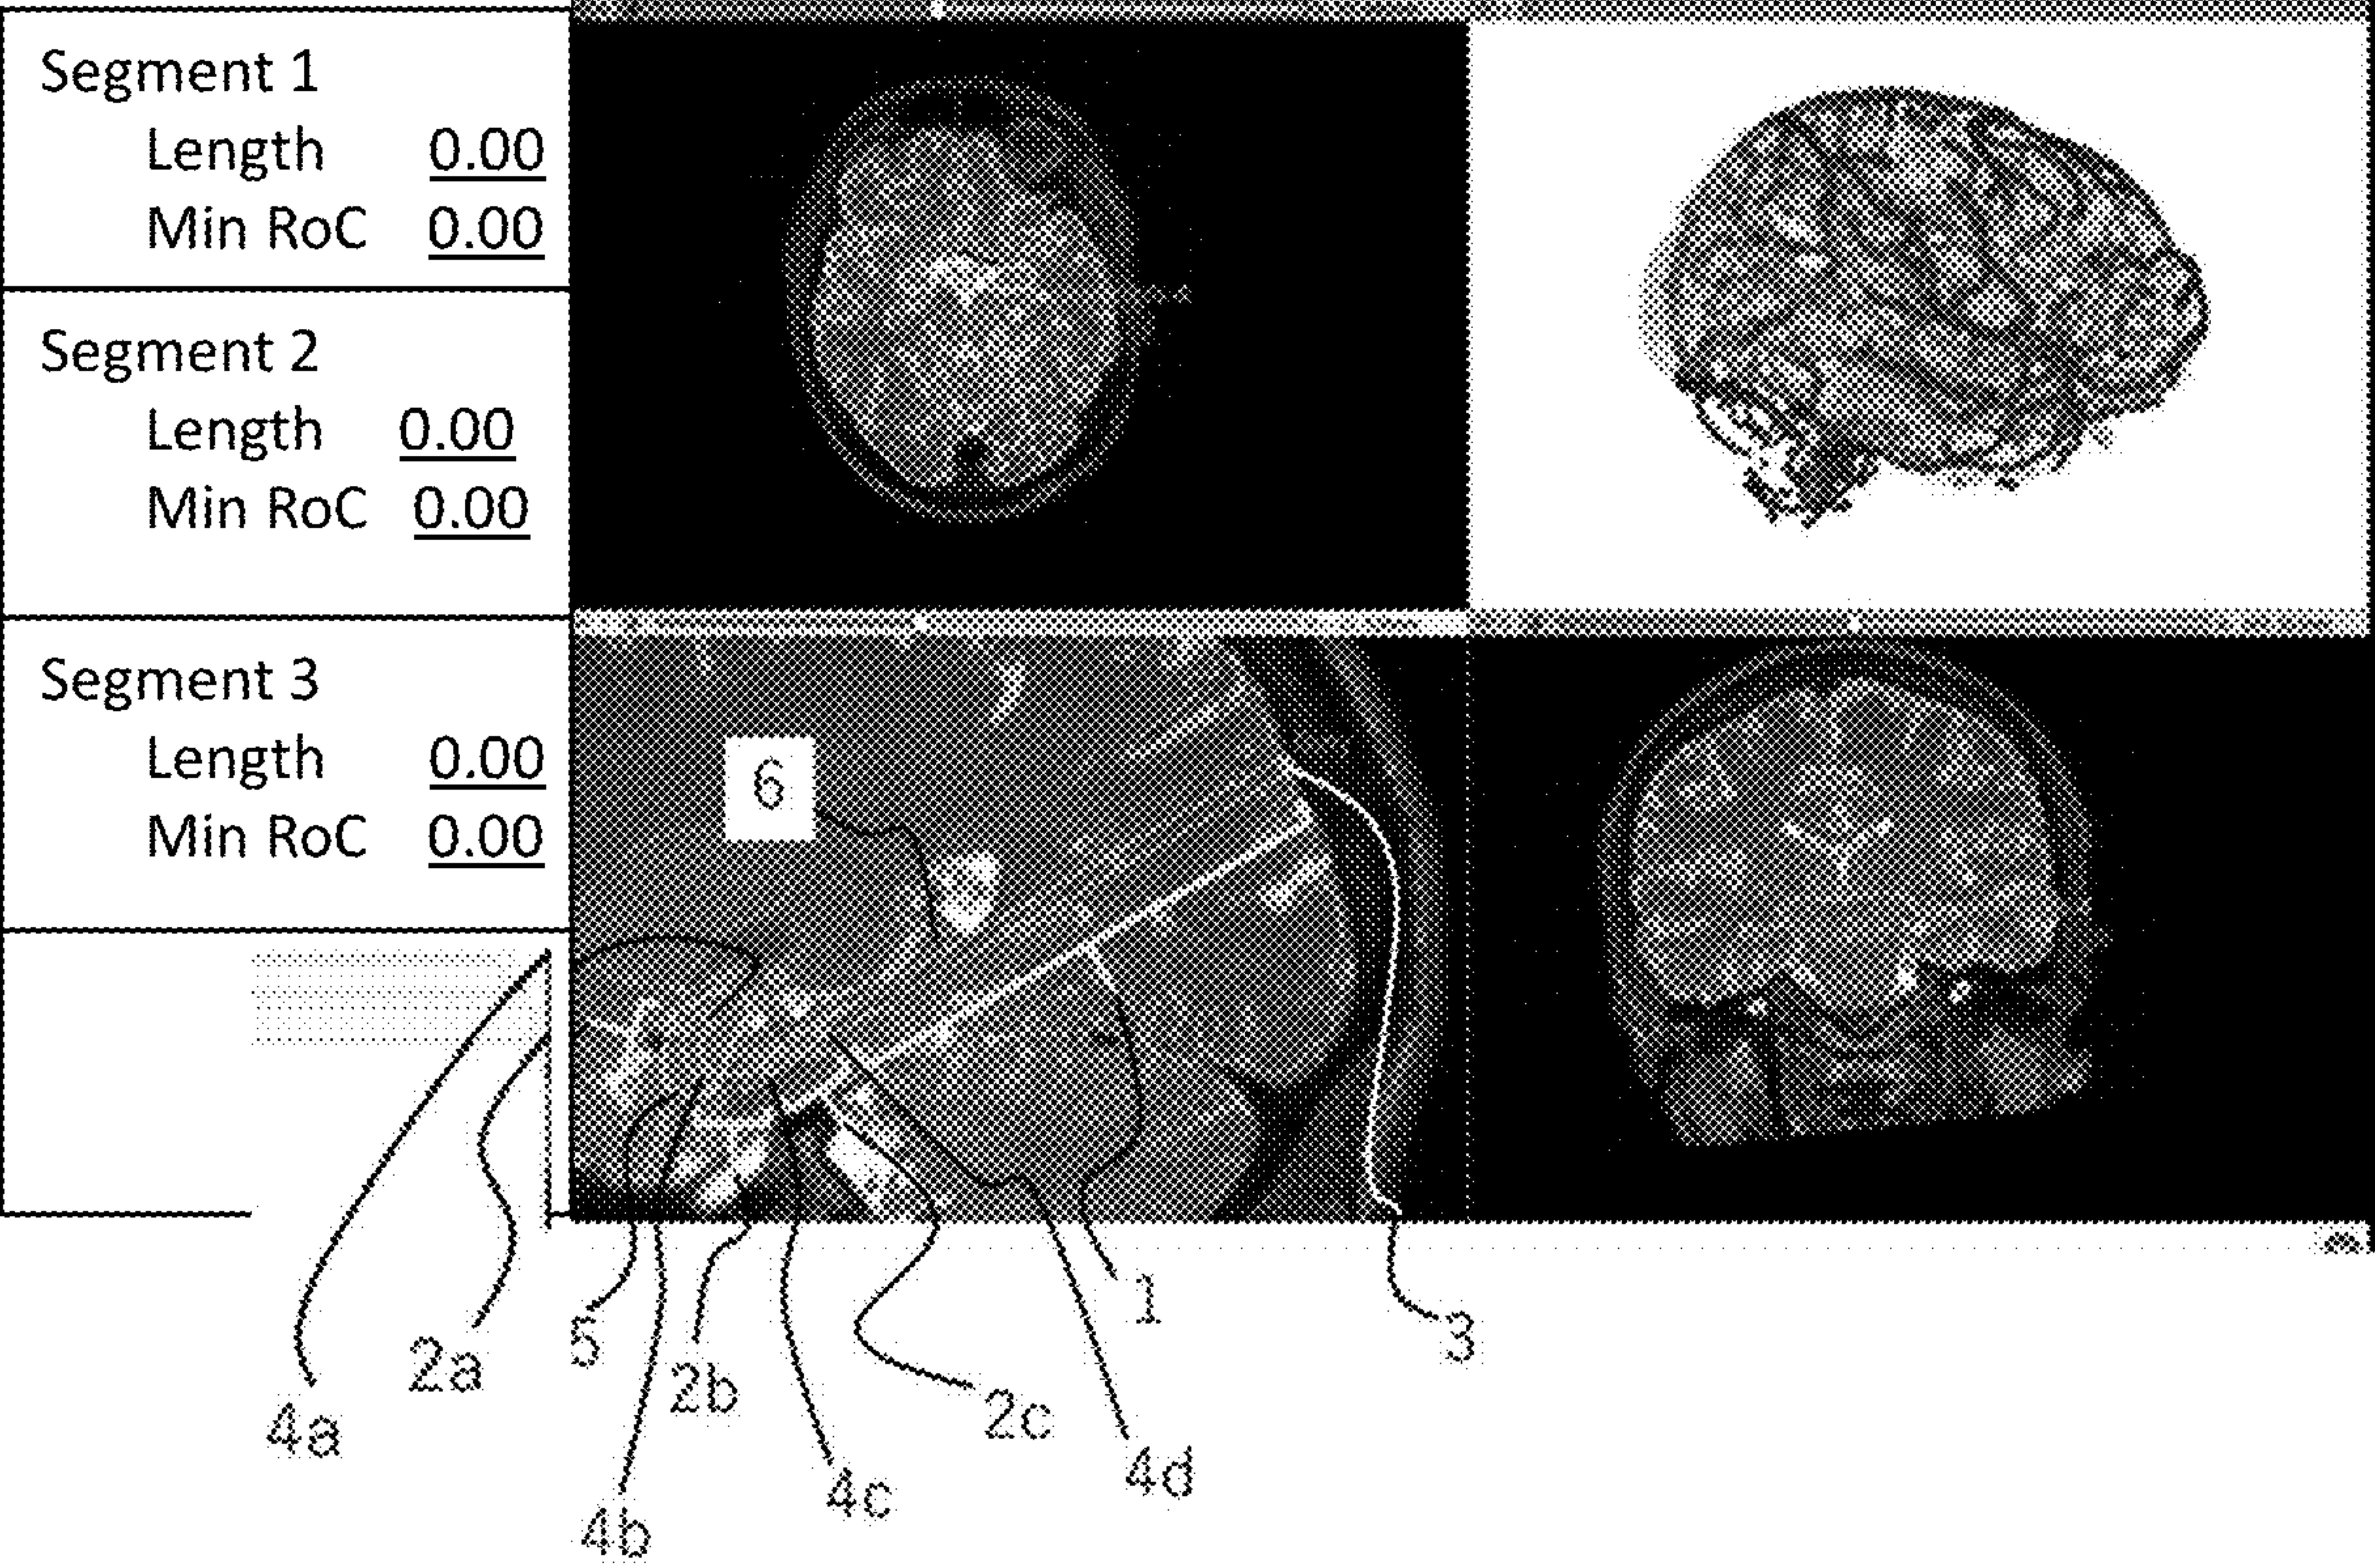 Segment 1
Length 0.00
Min RoC 0.00
Segment 2
Length 0.00
Min RoC 0.00
Segment 3
Length 0.00
Min RoC 0.00
6
1
5
3
2a
2b
2c
4a
4d
4c
4b